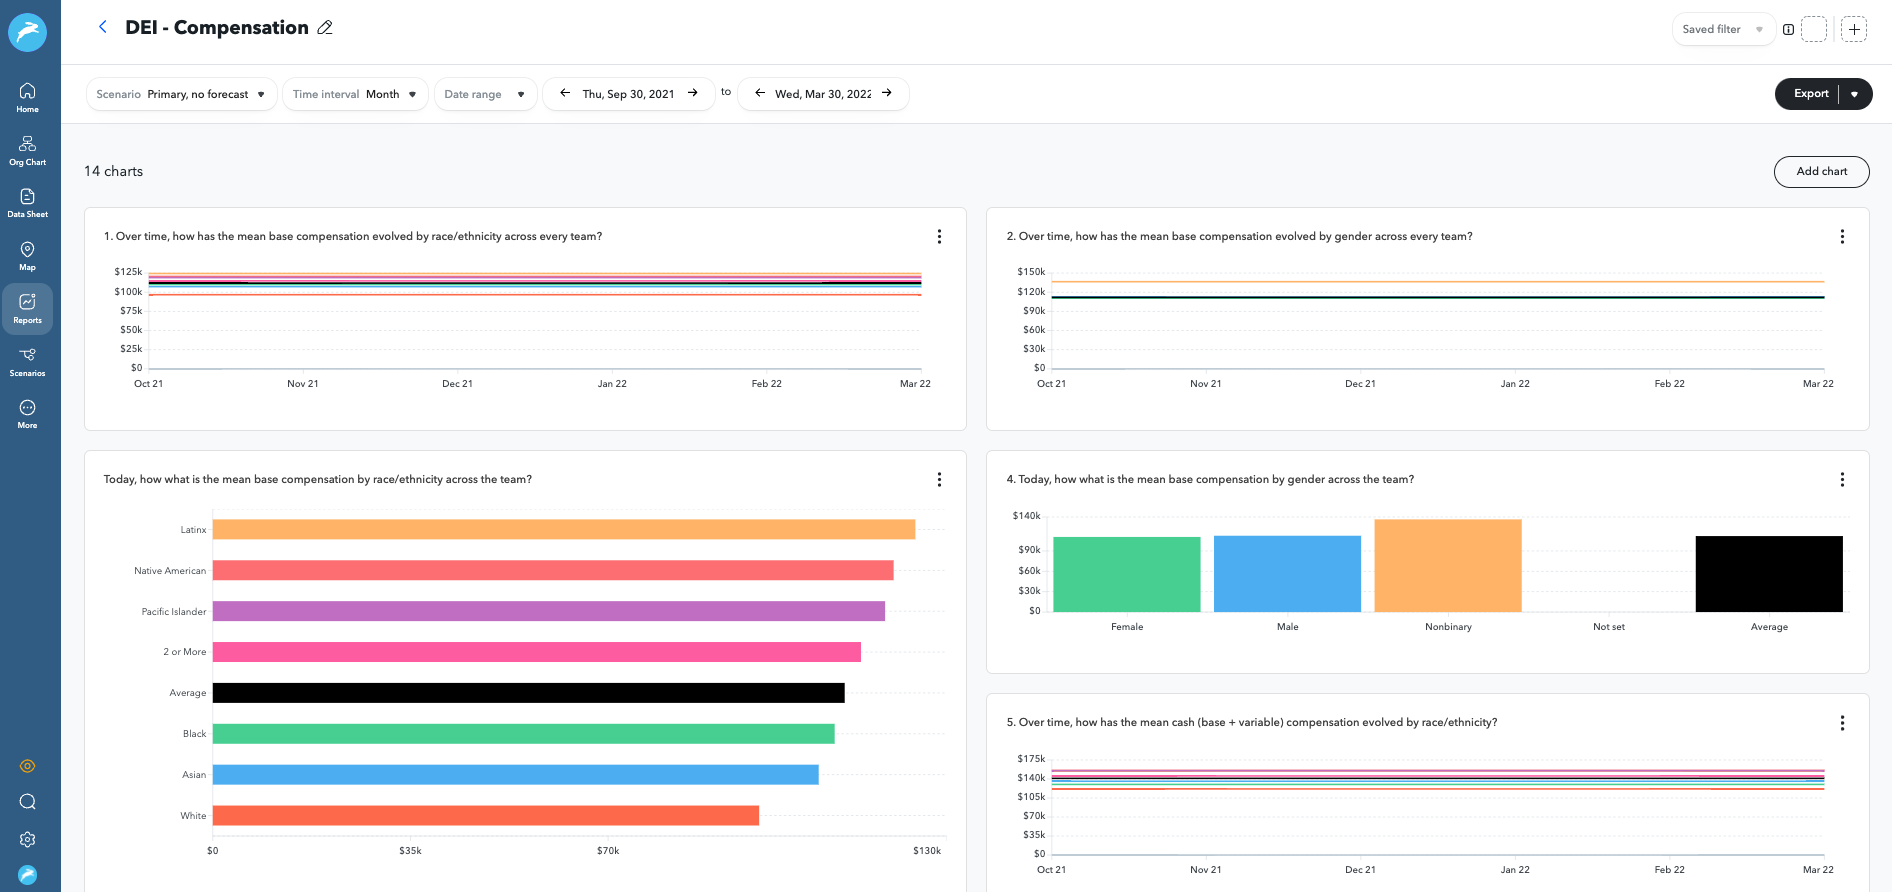 DEI - Compensation
Saved filter
Home
Org Chart
Data Sheet
Map
Reports
Scenarios
More
Scenario Primary, no forecast
Time interval Month
Date range
Thu, Sep 30, 2021
to
Wed, Mar 30, 2022
Export
14 charts
Add chart
1. Over time, how has the mean base compensation evolved by race/ethnicity across every team?
$125k
$100k
$75k
$50k
$25k
$0
Oct 21 Nov 21 Dec 21 Jan 22 Feb 22 Mar 22
2. Over time, how has the mean base compensation evolved by gender across every team?
$150k
$120k
$90k
$60k
$30k
$0
Oct 21 Nov 21 Dec 21 Jan 22 Feb 22 Mar 22
Today, how what is the mean base compensation by race/ethnicity across the team?
Latinx
Native American
Pacific Islander
2 or More
Average
Black
Asian
White
$0 $35k $70k $130k
4. Today, how what is the mean base compensation by gender across the team?
$140k
$90k
$60k
$30k
$0
Female Male Nonbinary Not set Average
5. Over time, how has the mean cash (base + variable) compensation evolved by race/ethnicity?
$175k
$140k
$105k
$70k
$35k
$0
Oct 21 Nov 21 Dec 21 Jan 22 Feb 22 Mar 22